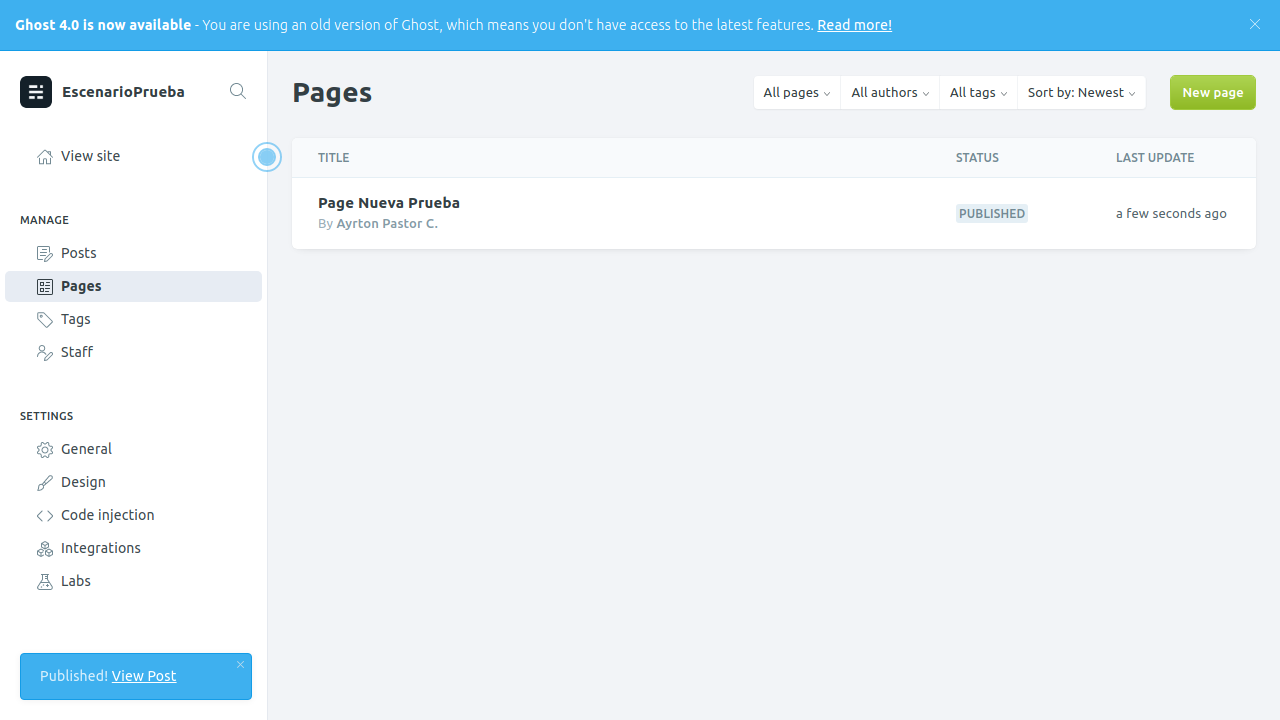 Ghost 4.0 is now available - You are using an old version of Ghost, which means you don't have access to the latest features. Read more!
EscenarioPrueba
View site
MANAGE
Posts
Pages
Tags
Staff
SETTINGS
General
Design
Code injection
Integrations
Labs
Published! View Post
Pages
All pages
All authors
All tags
Sort by: Newest
New page
TITLE STATUS LAST UPDATE
Page Nueva Prueba
By Ayrton Pastor C.
PUBLISHED
a few seconds ago